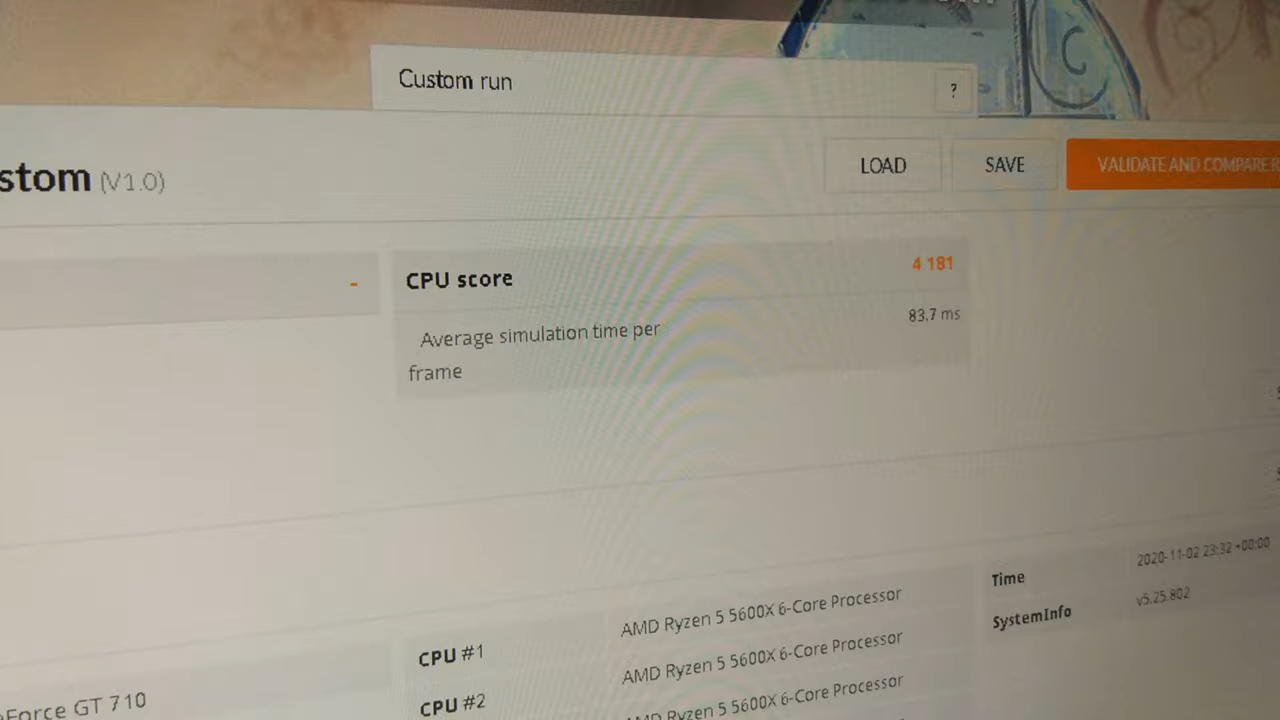 Custom run
?
stom (V1.0)
LOAD
SAVE
VALIDATE AND COMPARE
-
CPU score
4 181
Average simulation time per
frame
83.7 ms
Force GT 710
CPU #1
AMD Ryzen 5 5600X 6-Core Processor
CPU #2
AMD Ryzen 5 5600X 6-Core Processor
AMD Ryzen 5 5600X 6-Core Processor
Time
2020-11-02 23:32 +00:00
SystemInfo
v5.25.802
C